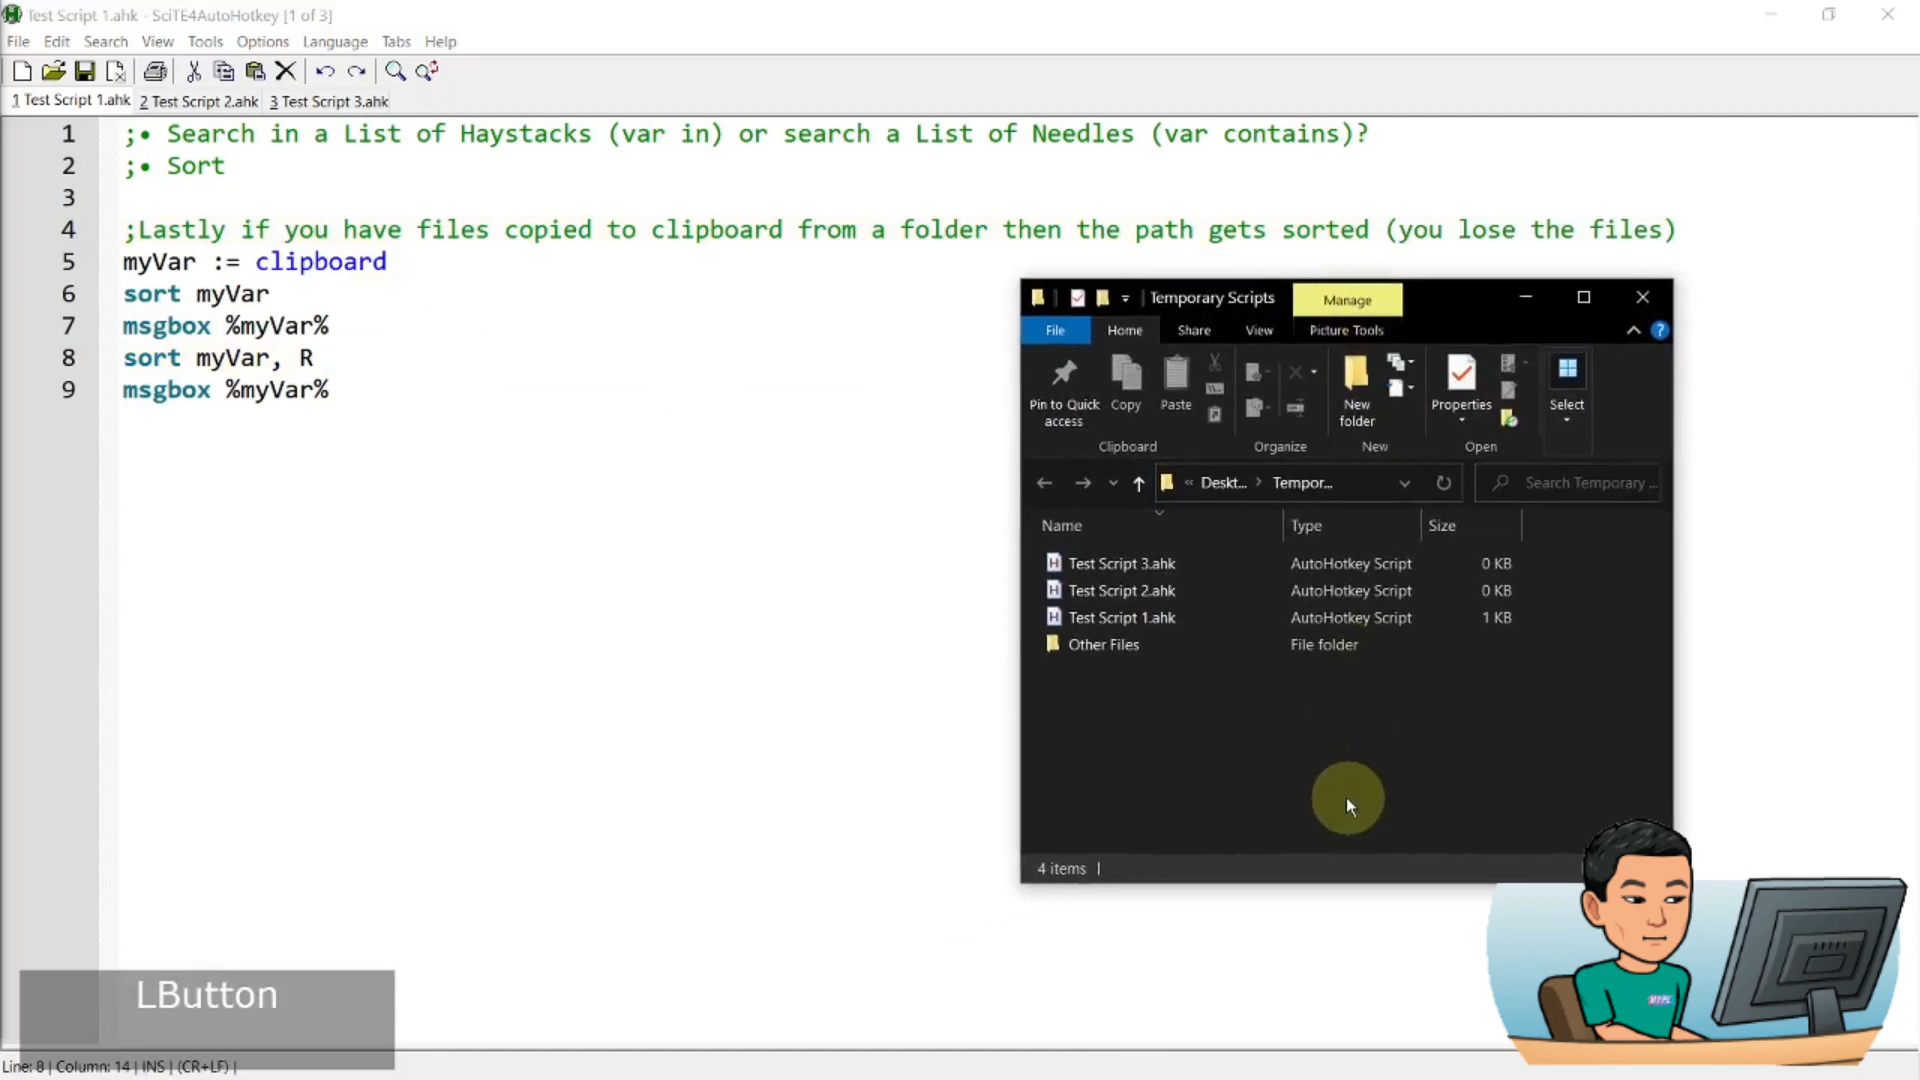 Test Script 1.ahk - SciTE4AutoHotkey [1 of 3]
File Edit Search View Tools Options Language Tabs Help
1 Test Script 1.ahk 2 Test Script 2.ahk 3 Test Script 3.ahk
1 ;• Search in a List of Haystacks (var in) or search a List of Needles (var contains)?
2 ;• Sort
3
4 ;Lastly if you have files copied to clipboard from a folder then the path gets sorted (you lose the files)
5 myVar := clipboard
6 sort myVar
7 msgbox %myVar%
8 sort myVar, R
9 msgbox %myVar%
Temporary Scripts Manage
File Home Share View Picture Tools
Pin to Quick access Copy Paste New folder Properties Select
Clipboard Organize New Open
« Deskt... Tempor... Search Temporary ...
Name Type Size
Test Script 3.ahk AutoHotkey Script 0 KB
Test Script 2.ahk AutoHotkey Script 0 KB
Test Script 1.ahk AutoHotkey Script 1 KB
Other Files File folder
4 items
LButton
Line: 8 | Column: 14 | INS | (CR+LF) |